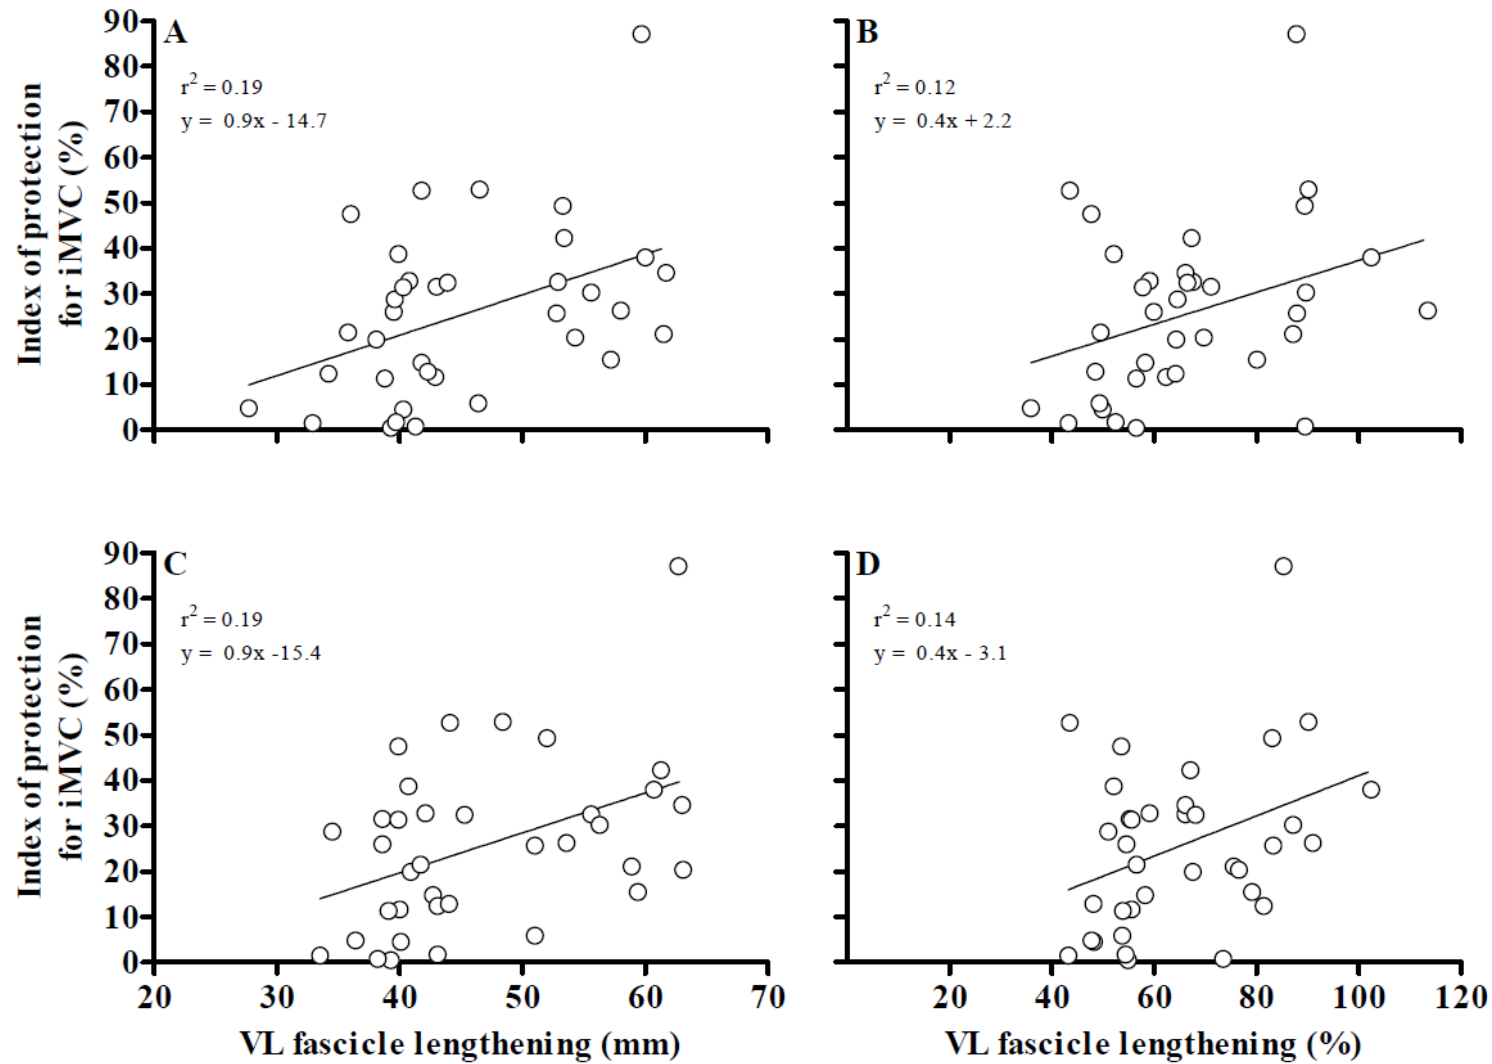 A
B
Index of protection
for iMVC (%)
90
80
70
60
50
40
30
20
10
0
r² = 0.19
y = 0.9x - 14.7
r² = 0.12
y = 0.4x + 2.2
C
D
Index of protection
for iMVC (%)
90
80
70
60
50
40
30
20
10
0
r² = 0.19
y = 0.9x -15.4
r² = 0.14
y = 0.4x - 3.1
20 30 40 50 60 70
20 40 60 80 100 120
VL fascicle lengthening (mm)
VL fascicle lengthening (%)